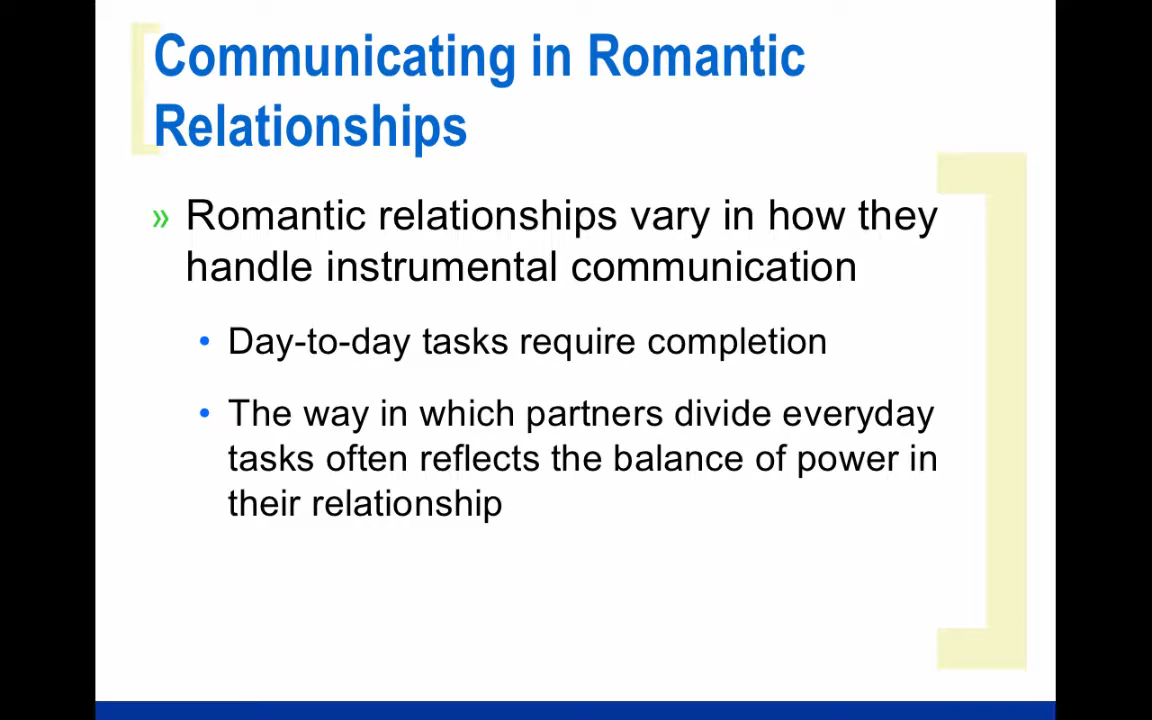 Communicating in Romantic
Relationships
» Romantic relationships vary in how they
handle instrumental communication
• Day-to-day tasks require completion
• The way in which partners divide everyday
tasks often reflects the balance of power in
their relationship